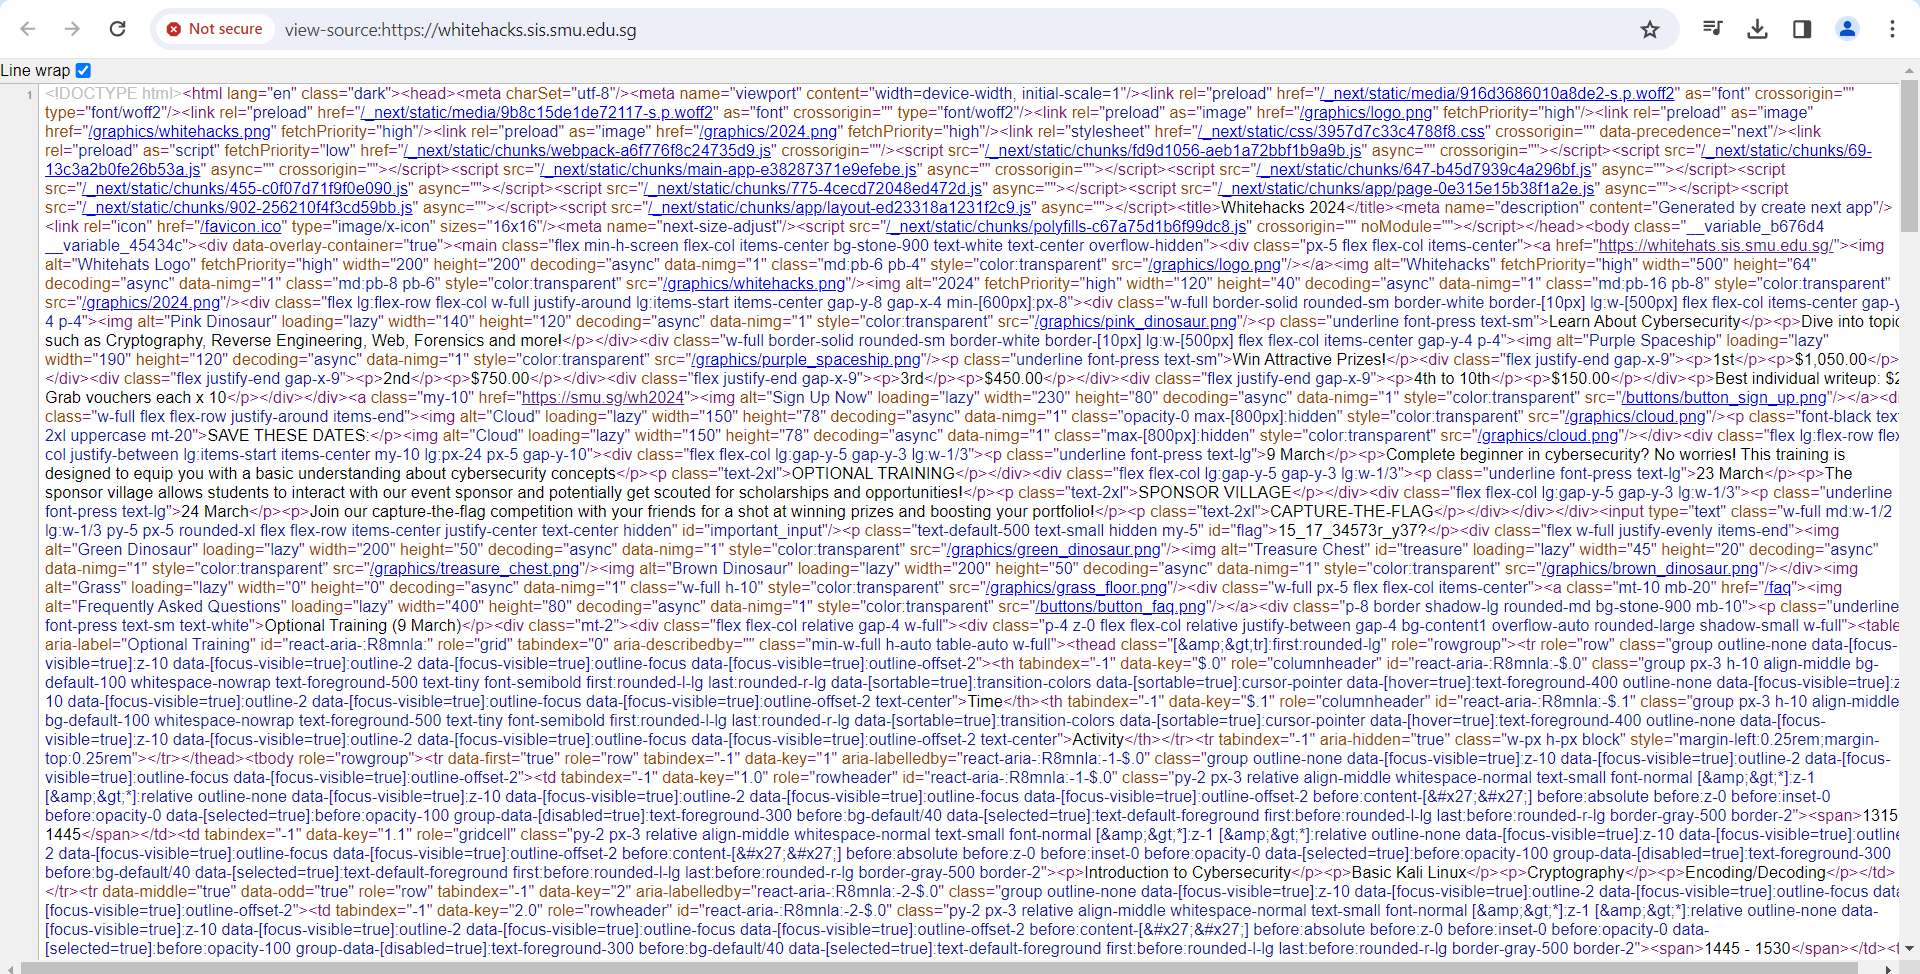 Not secure view-source:https://whitehacks.sis.smu.edu.sg
Line wrap
1
<!DOCTYPE html><html lang="en" class="dark"><head><meta charSet="utf-8"/><meta name="viewport" content="width=device-width, initial-scale=1"/><link rel="preload" href="/_next/static/media/916d3686010a8de2-s.p.woff2" as="font" crossorigin=""
type="font/woff2"/><link rel="preload" href="/_next/static/media/9b8c15de1de72117-s.p.woff2" as="font" crossorigin="" type="font/woff2"/><link rel="preload" as="image" href="/graphics/logo.png" fetchPriority="high"/><link rel="preload" as="image"
href="/graphics/whitehacks.png" fetchPriority="high"/><link rel="preload" as="image" href="/graphics/2024.png" fetchPriority="high"/><link rel="stylesheet" href="/_next/static/css/3957d7c33c4788f8.css" crossorigin="" data-precedence="next"/><link
rel="preload" as="script" fetchPriority="low" href="/_next/static/chunks/webpack-a6f776f8c24735d9.js" crossorigin=""/><script src="/_next/static/chunks/fd9d1056-aeb1a72bbf1b9a9b.js" async="" crossorigin=""></script><script src="/_next/static/chunks/69-
13c3a2b0fe26b53a.js" async="" crossorigin=""></script><script src="/_next/static/chunks/main-app-e38287371e9efebe.js" async="" crossorigin=""></script><script src="/_next/static/chunks/647-b45d7939c4a296bf.js" async=""></script><script
src="/_next/static/chunks/455-c0f07d71f9f0e090.js" async=""></script><script src="/_next/static/chunks/775-4cecd72048ed472d.js" async=""></script><script src="/_next/static/chunks/app/page-0e315e15b38f1a2e.js" async=""></script><script
src="/_next/static/chunks/902-256210f4f3cd59bb.js" async=""></script><script src="/_next/static/chunks/app/layout-ed23318a1231f2c9.js" async=""></script><title>Whitehacks 2024</title><meta name="description" content="Generated by create next app"/>
<link rel="icon" href="/favicon.ico" type="image/x-icon" sizes="16x16"/><meta name="next-size-adjust"/><script src="/_next/static/chunks/polyfills-c67a75d1b6f99dc8.js" crossorigin="" noModule=""></script></head><body class="__variable_b676d4
__variable_45434c"><div data-overlay-container="true"><main class="flex min-h-screen flex-col items-center bg-stone-900 text-white text-center overflow-hidden"><div class="px-5 flex flex-col items-center"><a href="https://whitehats.sis.smu.edu.sg/"><img
alt="Whitehats Logo" fetchPriority="high" width="200" height="200" decoding="async" data-nimg="1" class="md:pb-6 pb-4" style="color:transparent" src="/graphics/logo.png"/></a><img alt="Whitehacks" fetchPriority="high" width="500" height="64"
decoding="async" data-nimg="1" class="md:pb-8 pb-6" style="color:transparent" src="/graphics/whitehacks.png"/><img alt="2024" fetchPriority="high" width="120" height="40" decoding="async" data-nimg="1" class="md:pb-16 pb-8" style="color:transparent"
src="/graphics/2024.png"/><div class="flex lg:flex-row flex-col w-full justify-around lg:items-start items-center gap-y-8 gap-x-4 min-[600px]:px-8"><div class="w-full border-solid rounded-sm border-white border-[10px] lg:w-[500px] flex flex-col items-center gap-y-
4 p-4"><img alt="Pink Dinosaur" loading="lazy" width="140" height="120" decoding="async" data-nimg="1" style="color:transparent" src="/graphics/pink_dinosaur.png"/><p class="underline font-press text-sm">Learn About Cybersecurity</p><p>Dive into topic
such as Cryptography, Reverse Engineering, Web, Forensics and more!</p></div><div class="w-full border-solid rounded-sm border-white border-[10px] lg:w-[500px] flex flex-col items-center gap-y-4 p-4"><img alt="Purple Spaceship" loading="lazy"
width="190" height="120" decoding="async" data-nimg="1" style="color:transparent" src="/graphics/purple_spaceship.png"/><p class="underline font-press text-sm">Win Attractive Prizes!</p><div class="flex justify-end gap-x-9"><p>1st</p><p>$1,050.00</p>
</div><div class="flex justify-end gap-x-9"><p>2nd</p><p>$750.00</p></div><div class="flex justify-end gap-x-9"><p>3rd</p><p>$450.00</p></div><div class="flex justify-end gap-x-9"><p>4th to 10th</p><p>$150.00</p></div><p>Best individual writeup: $2
Grab vouchers each x 10</p></div></div><a class="my-10" href="https://smu.sg/wh2024"><img alt="Sign Up Now" loading="lazy" width="230" height="80" decoding="async" data-nimg="1" style="color:transparent" src="/buttons/button_sign_up.png"/></a><di
class="w-full flex flex-row justify-around items-end"><img alt="Cloud" loading="lazy" width="150" height="78" decoding="async" data-nimg="1" class="opacity-0 max-[800px]:hidden" style="color:transparent" src="/graphics/cloud.png"/><p class="font-black text-
2xl uppercase mt-20">SAVE THESE DATES:</p><img alt="Cloud" loading="lazy" width="150" height="78" decoding="async" data-nimg="1" class="max-[800px]:hidden" style="color:transparent" src="/graphics/cloud.png"/></div><div class="flex lg:flex-row flex-
col justify-between lg:items-start items-center my-10 lg:px-24 px-5 gap-y-10"><div class="flex flex-col lg:gap-y-5 gap-y-3 lg:w-1/3"><p class="underline font-press text-lg">9 March</p><p>Complete beginner in cybersecurity? No worries! This training is
designed to equip you with a basic understanding about cybersecurity concepts</p><p class="text-2xl">OPTIONAL TRAINING</p></div><div class="flex flex-col lg:gap-y-5 gap-y-3 lg:w-1/3"><p class="underline font-press text-lg">23 March</p><p>The
sponsor village allows students to interact with our event sponsor and potentially get scouted for scholarships and opportunities!</p><p class="text-2xl">SPONSOR VILLAGE</p></div><div class="flex flex-col lg:gap-y-5 gap-y-3 lg:w-1/3"><p class="underline
font-press text-lg">24 March</p><p>Join our capture-the-flag competition with your friends for a shot at winning prizes and boosting your portfolio!</p><p class="text-2xl">CAPTURE-THE-FLAG</p></div></div></div><input type="text" class="w-full md:w-1/2
lg:w-1/3 py-5 px-5 rounded-xl flex flex-row items-center justify-center text-center hidden" id="important_input"/><p class="text-default-500 text-small hidden my-5" id="flag">15_17_34573r_y37?</p><div class="flex w-full justify-evenly items-end"><img
alt="Green Dinosaur" loading="lazy" width="200" height="50" decoding="async" data-nimg="1" style="color:transparent" src="/graphics/green_dinosaur.png"/><img alt="Treasure Chest" id="treasure" loading="lazy" width="45" height="20" decoding="async"
data-nimg="1" style="color:transparent" src="/graphics/treasure_chest.png"/><img alt="Brown Dinosaur" loading="lazy" width="200" height="50" decoding="async" data-nimg="1" style="color:transparent" src="/graphics/brown_dinosaur.png"/></div><img
alt="Grass" loading="lazy" width="0" height="0" decoding="async" data-nimg="1" class="w-full h-10" style="color:transparent" src="/graphics/grass_floor.png"/><div class="w-full px-5 flex flex-col items-center"><a class="mt-10 mb-20" href="/faq"><img
alt="Frequently Asked Questions" loading="lazy" width="400" height="80" decoding="async" data-nimg="1" style="color:transparent" src="/buttons/button_faq.png"/></a><div class="p-8 border shadow-lg rounded-md bg-stone-900 mb-10"><p class="underline
font-press text-sm text-white">Optional Training (9 March)</p><div class="mt-2"><div class="flex flex-col relative gap-4 w-full"><div class="p-4 z-0 flex flex-col relative justify-between gap-4 bg-content1 overflow-auto rounded-large shadow-small w-full"><table
aria-label="Optional Training" id="react-aria-:R8mnla:" role="grid" tabindex="0" aria-describedby="" class="min-w-full h-auto table-auto w-full"><thead class="[&amp;&gt;tr]:first:rounded-lg" role="rowgroup"><tr role="row" class="group outline-none data-[focus-
visible=true]:z-10 data-[focus-visible=true]:outline-2 data-[focus-visible=true]:outline-focus data-[focus-visible=true]:outline-offset-2"><th tabindex="-1" data-key="$.0" role="columnheader" id="react-aria-:R8mnla:-$.0" class="group px-3 h-10 align-middle bg-
default-100 whitespace-nowrap text-foreground-500 text-tiny font-semibold first:rounded-l-lg last:rounded-r-lg data-[sortable=true]:transition-colors data-[sortable=true]:cursor-pointer data-[hover=true]:text-foreground-400 outline-none data-[focus-visible=true]:z
10 data-[focus-visible=true]:outline-2 data-[focus-visible=true]:outline-focus data-[focus-visible=true]:outline-offset-2 text-center">Time</th><th tabindex="-1" data-key="$.1" role="columnheader" id="react-aria-:R8mnla:-$.1" class="group px-3 h-10 align-middle
bg-default-100 whitespace-nowrap text-foreground-500 text-tiny font-semibold first:rounded-l-lg last:rounded-r-lg data-[sortable=true]:transition-colors data-[sortable=true]:cursor-pointer data-[hover=true]:text-foreground-400 outline-none data-[focus-
visible=true]:z-10 data-[focus-visible=true]:outline-2 data-[focus-visible=true]:outline-focus data-[focus-visible=true]:outline-offset-2 text-center">Activity</th></tr><tr tabindex="-1" aria-hidden="true" class="w-px h-px block" style="margin-left:0.25rem;margin-
top:0.25rem"></tr></thead><tbody role="rowgroup"><tr data-first="true" role="row" tabindex="-1" data-key="1" aria-labelledby="react-aria-:R8mnla:-1-$.0" class="group outline-none data-[focus-visible=true]:z-10 data-[focus-visible=true]:outline-2 data-[focus-
visible=true]:outline-focus data-[focus-visible=true]:outline-offset-2"><td tabindex="-1" data-key="1.0" role="rowheader" id="react-aria-:R8mnla:-1-$.0" class="py-2 px-3 relative align-middle whitespace-normal text-small font-normal [&amp;&gt;*]:z-1
[&amp;&gt;*]:relative outline-none data-[focus-visible=true]:z-10 data-[focus-visible=true]:outline-2 data-[focus-visible=true]:outline-focus data-[focus-visible=true]:outline-offset-2 before:content-[&#x27;&#x27;] before:absolute before:z-0 before:inset-0
before:opacity-0 data-[selected=true]:before:opacity-100 group-data-[disabled=true]:text-foreground-300 before:bg-default/40 data-[selected=true]:text-default-foreground first:before:rounded-l-lg last:before:rounded-r-lg border-gray-500 border-2"><span>1315
1445</span></td><td tabindex="-1" data-key="1.1" role="gridcell" class="py-2 px-3 relative align-middle whitespace-normal text-small font-normal [&amp;&gt;*]:z-1 [&amp;&gt;*]:relative outline-none data-[focus-visible=true]:z-10 data-[focus-visible=true]:outline-
2 data-[focus-visible=true]:outline-focus data-[focus-visible=true]:outline-offset-2 before:content-[&#x27;&#x27;] before:absolute before:z-0 before:inset-0 before:opacity-0 data-[selected=true]:before:opacity-100 group-data-[disabled=true]:text-foreground-300
before:bg-default/40 data-[selected=true]:text-default-foreground first:before:rounded-l-lg last:before:rounded-r-lg border-gray-500 border-2"><p>Introduction to Cybersecurity</p><p>Basic Kali Linux</p><p>Cryptography</p><p>Encoding/Decoding</p></td>
</tr><tr data-middle="true" data-odd="true" role="row" tabindex="-1" data-key="2" aria-labelledby="react-aria-:R8mnla:-2-$.0" class="group outline-none data-[focus-visible=true]:z-10 data-[focus-visible=true]:outline-2 data-[focus-visible=true]:outline-focus data-
[focus-visible=true]:outline-offset-2"><td tabindex="-1" data-key="2.0" role="rowheader" id="react-aria-:R8mnla:-2-$.0" class="py-2 px-3 relative align-middle whitespace-normal text-small font-normal [&amp;&gt;*]:z-1 [&amp;&gt;*]:relative outline-none data-
[focus-visible=true]:z-10 data-[focus-visible=true]:outline-2 data-[focus-visible=true]:outline-focus data-[focus-visible=true]:outline-offset-2 before:content-[&#x27;&#x27;] before:absolute before:z-0 before:inset-0 before:opacity-0 data-
[selected=true]:before:opacity-100 group-data-[disabled=true]:text-foreground-300 before:bg-default/40 data-[selected=true]:text-default-foreground first:before:rounded-l-lg last:before:rounded-r-lg border-gray-500 border-2"><span>1445 - 1530</span></td><t